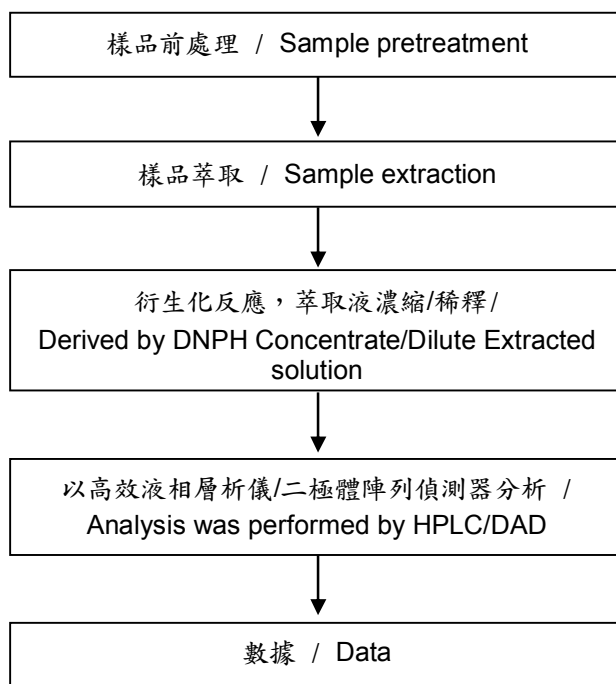 樣品前處理 / Sample pretreatment
樣品萃取 / Sample extraction
衍生化反應，萃取液濃縮/稀釋/
Derived by DNPH Concentrate/Dilute Extracted
solution
以高效液相層析儀/二極體陣列偵測器分析 /
Analysis was performed by HPLC/DAD
數據 / Data